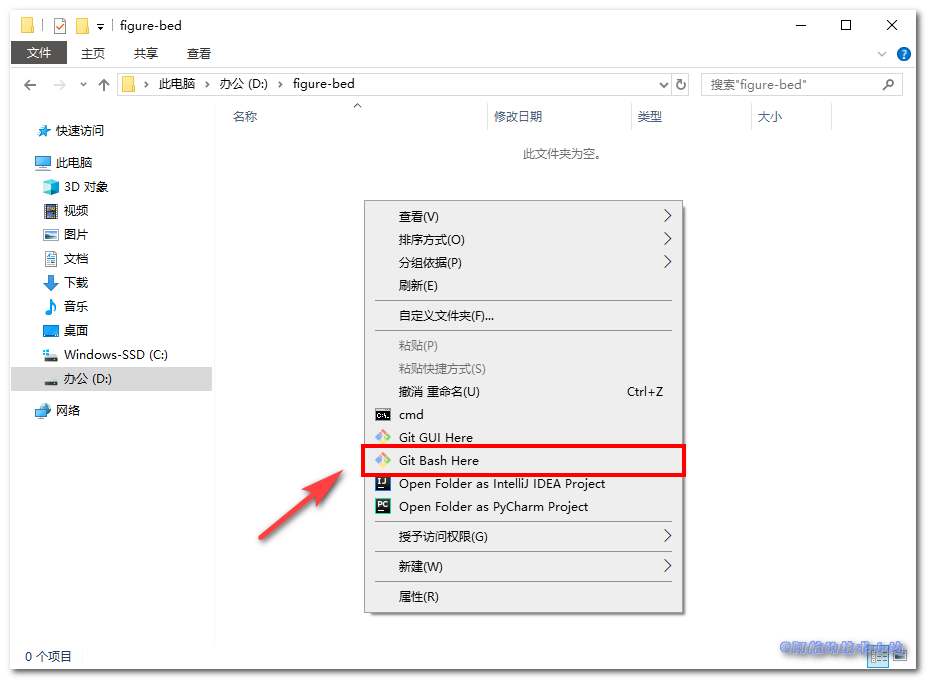 figure-bed
文件 主页 共享 查看
此电脑 办公 (D:) figure-bed 搜索"figure-bed"
名称 修改日期 类型 大小
此文件夹为空。
快速访问
此电脑
3D 对象
视频
图片
文档
下载
音乐
桌面
Windows-SSD (C:)
办公 (D:)
网络
查看(V)
排序方式(O)
分组依据(P)
刷新(E)
自定义文件夹(F)...
粘贴(P)
粘贴快捷方式(S)
撤消 重命名(U) Ctrl+Z
cmd
Git GUI Here
Git Bash Here
Open Folder as IntelliJ IDEA Project
Open Folder as PyCharm Project
授予访问权限(G)
新建(W)
属性(R)
0 个项目